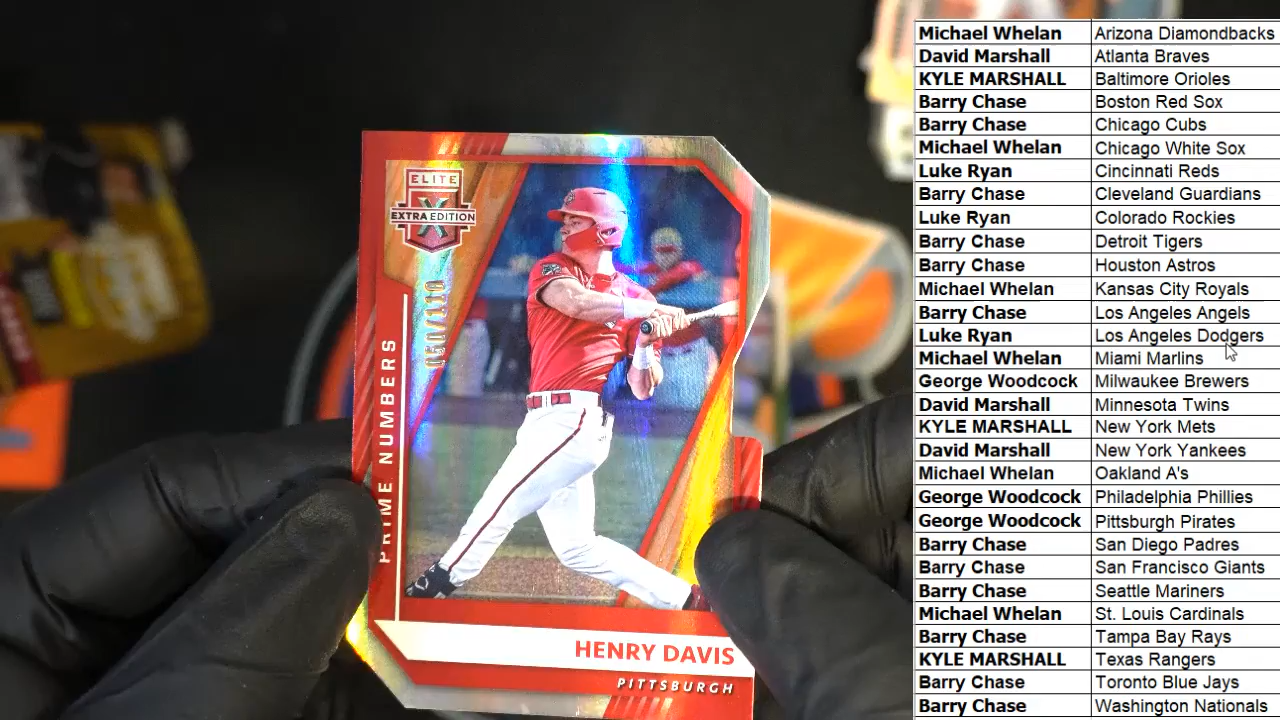 ELITE
EXTRA EDITION
050/110
PRIME NUMBERS
HENRY DAVIS
PITTSBURGH
Michael Whelan Arizona Diamondbacks
David Marshall Atlanta Braves
KYLE MARSHALL Baltimore Orioles
Barry Chase Boston Red Sox
Barry Chase Chicago Cubs
Michael Whelan Chicago White Sox
Luke Ryan Cincinnati Reds
Barry Chase Cleveland Guardians
Luke Ryan Colorado Rockies
Barry Chase Detroit Tigers
Barry Chase Houston Astros
Michael Whelan Kansas City Royals
Barry Chase Los Angeles Angels
Luke Ryan Los Angeles Dodgers
Michael Whelan Miami Marlins
George Woodcock Milwaukee Brewers
David Marshall Minnesota Twins
KYLE MARSHALL New York Mets
David Marshall New York Yankees
Michael Whelan Oakland A's
George Woodcock Philadelphia Phillies
George Woodcock Pittsburgh Pirates
Barry Chase San Diego Padres
Barry Chase San Francisco Giants
Barry Chase Seattle Mariners
Michael Whelan St. Louis Cardinals
Barry Chase Tampa Bay Rays
KYLE MARSHALL Texas Rangers
Barry Chase Toronto Blue Jays
Barry Chase Washington Nationals